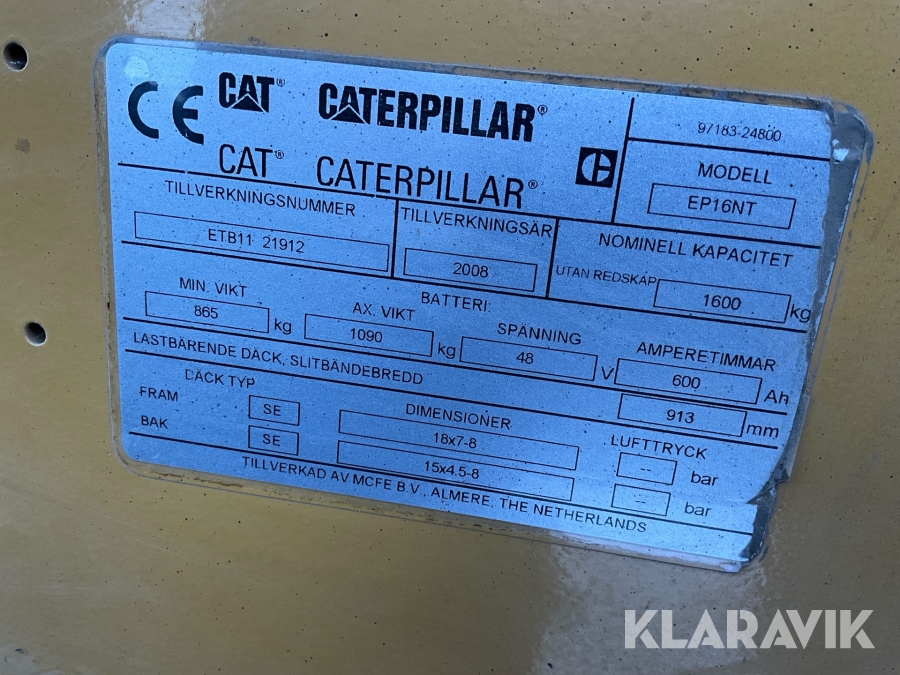 CE CAT® CATERPILLAR®
CAT® CATERPILLAR®
97183-24800
MODELL
EP16NT
TILLVERKNINGSNUMMER
ETB11 21912
TILLVERKNINGSÅR
2008
NOMINELL KAPACITET
UTAN REDSKAP 1600 kg
BATTERI:
MIN. VIKT
865 kg
AX. VIKT
1090 kg
SPÄNNING
48 V
AMPERETIMMAR
600 Ah
LASTBÄRENDE DÄCK, SLITBÄNDEBREDD
913 mm
DÄCK TYP
DIMENSIONER
LUFTTRYCK
FRAM SE 18x7-8 -- bar
BAK SE 15x4.5-8 -- bar
TILLVERKAD AV MCFE B.V., ALMERE, THE NETHERLANDS
KLARAVIK